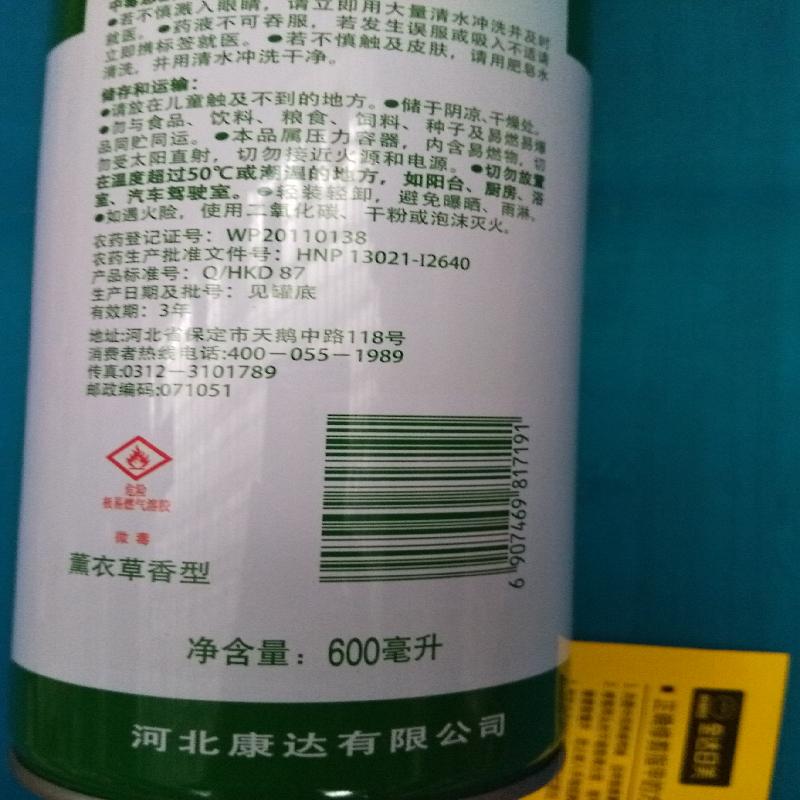 ●若不慎溅入眼睛，请立即用大量清水冲洗并及时
就医。●药液不可吞服，若发生误服或吸入不适请
立即携标签就医。●若不慎触及皮肤，请用肥皂水
清洗，并用清水冲洗干净。
储存和运输：
●请放在儿童触及不到的地方。●储于阴凉、干燥处。
●勿与食品、饮料、粮食、饲料、种子及易燃易爆
品同贮同运。●本品属压力容器，内含易燃物，切
勿受太阳直射，切勿接近火源和电源。●切勿放置
在温度超过50℃或潮湿的地方，如阳台、厨房、浴
室、汽车驾驶室。●轻装轻卸，避免曝晒、雨淋。
●如遇火险，使用二氧化碳、干粉或泡沫灭火。
农药登记证号：WP20110138
农药生产批准文件号：HNP 13021-I2640
产品标准号：Q/HKD 87
生产日期及批号：见罐底
有效期：3年
地址:河北省保定市天鹅中路118号
消费者热线电话:400－055－1989
传真:0312－3101789
邮政编码:071051
危险
极易燃气溶胶
微毒
薰衣草香型
6 907469 817191
净含量：600毫升
河北康达有限公司